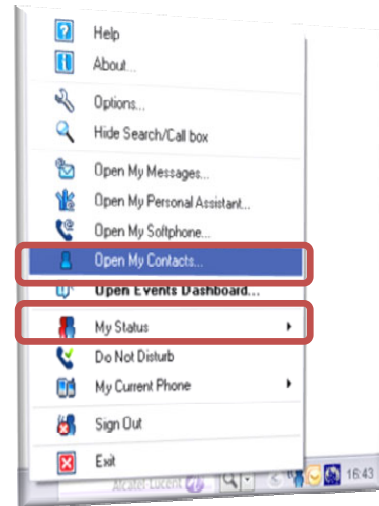 Help
About...
Options...
Hide Search/Call box
Open My Messages...
Open My Personal Assistant...
Open My Softphone...
Open My Contacts...
Open Events Dashboard...
My Status
Do Not Disturb
My Current Phone
Sign Out
Exit
Alcatel-Lucent
16:43